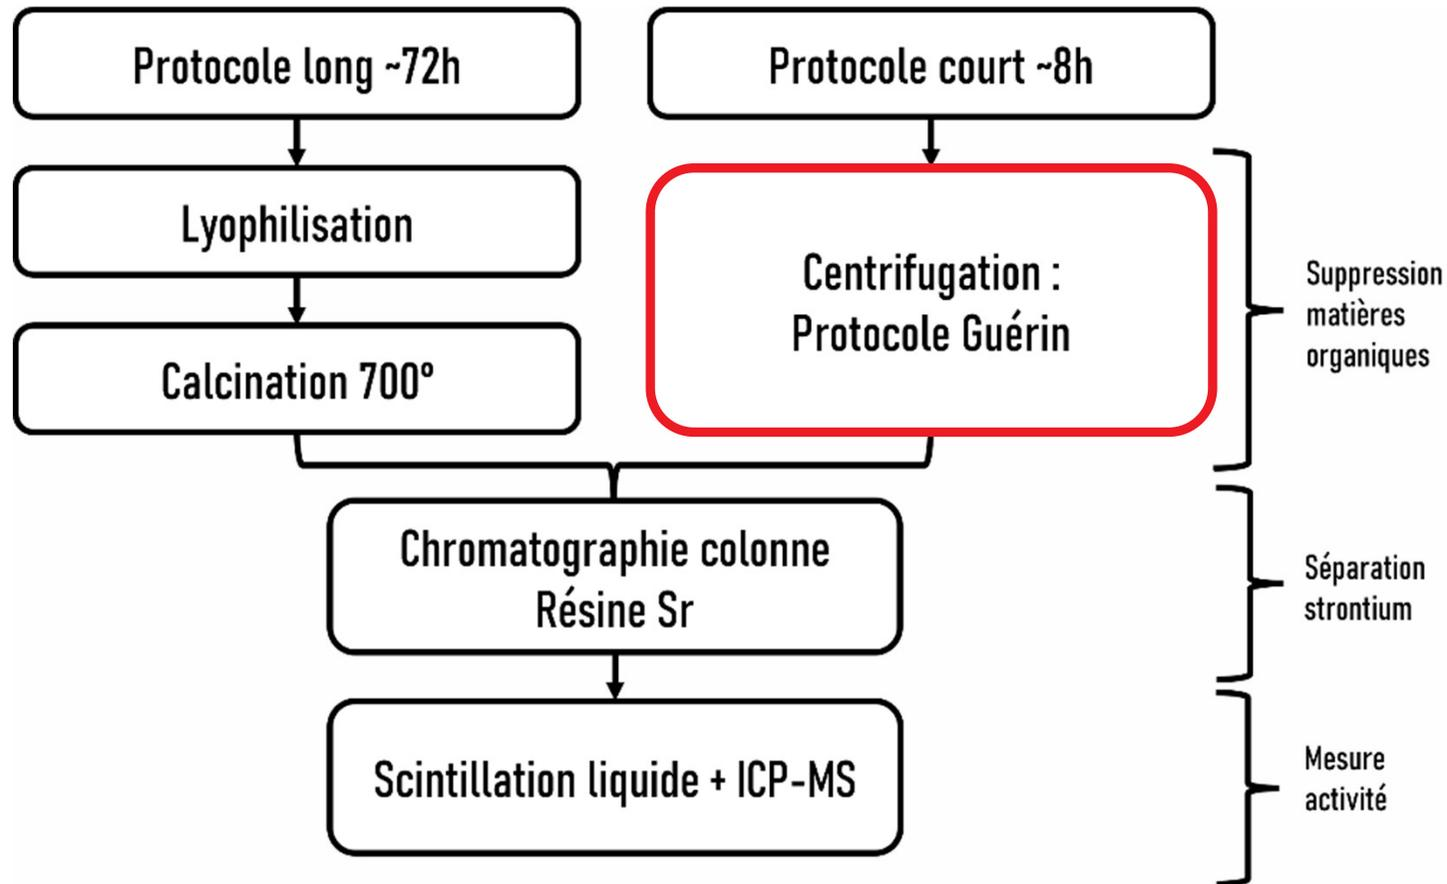 Protocole long ~72h
Protocole court ~8h
Lyophilisation
Calcination 700°
Centrifugation :
Protocole Guérin
Suppression
matières
organiques
Chromatographie colonne
Résine Sr
Séparation
strontium
Scintillation liquide + ICP-MS
Mesure
activité